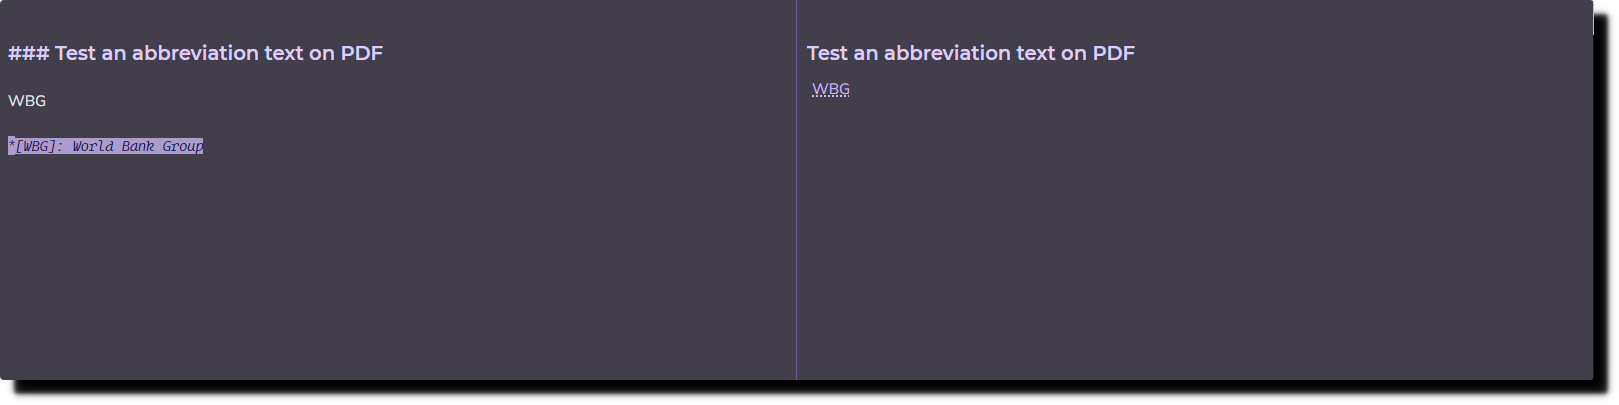 ### Test an abbreviation text on PDF
WBG
*[WBG]: World Bank Group
Test an abbreviation text on PDF
WBG